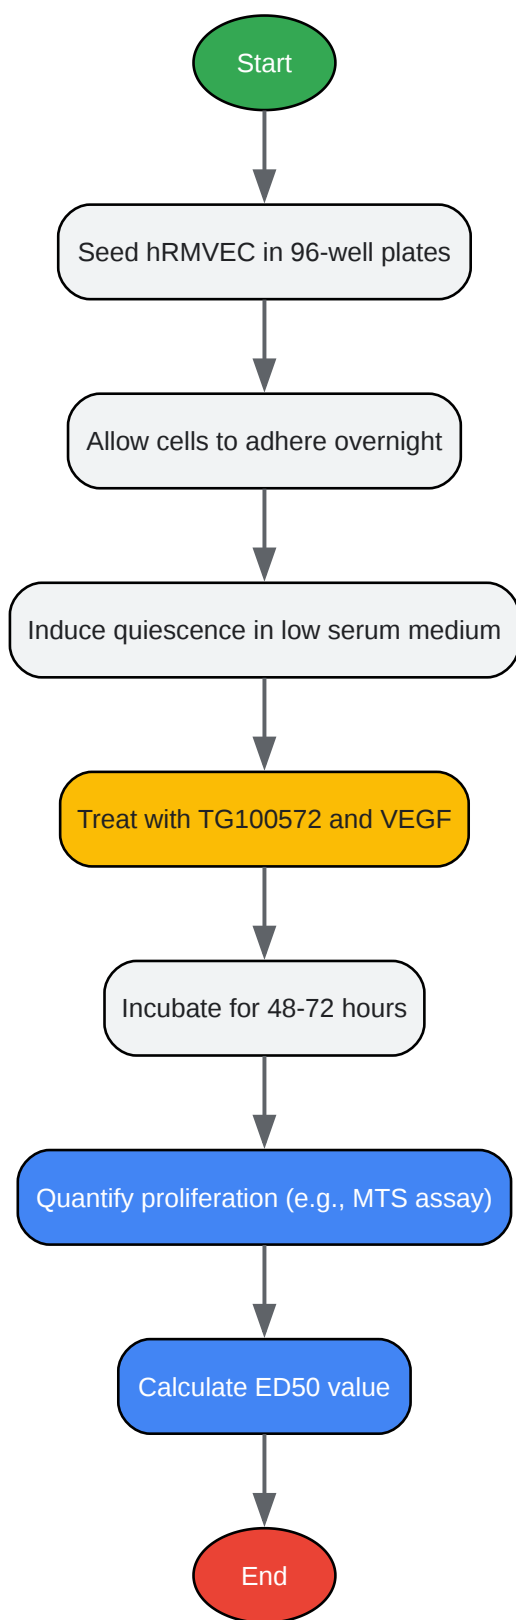 Start
Seed hRMVEC in 96-well plates
Allow cells to adhere overnight
Induce quiescence in low serum medium
Treat with TG100572 and VEGF
Incubate for 48-72 hours
Quantify proliferation (e.g., MTS assay)
Calculate ED50 value
End